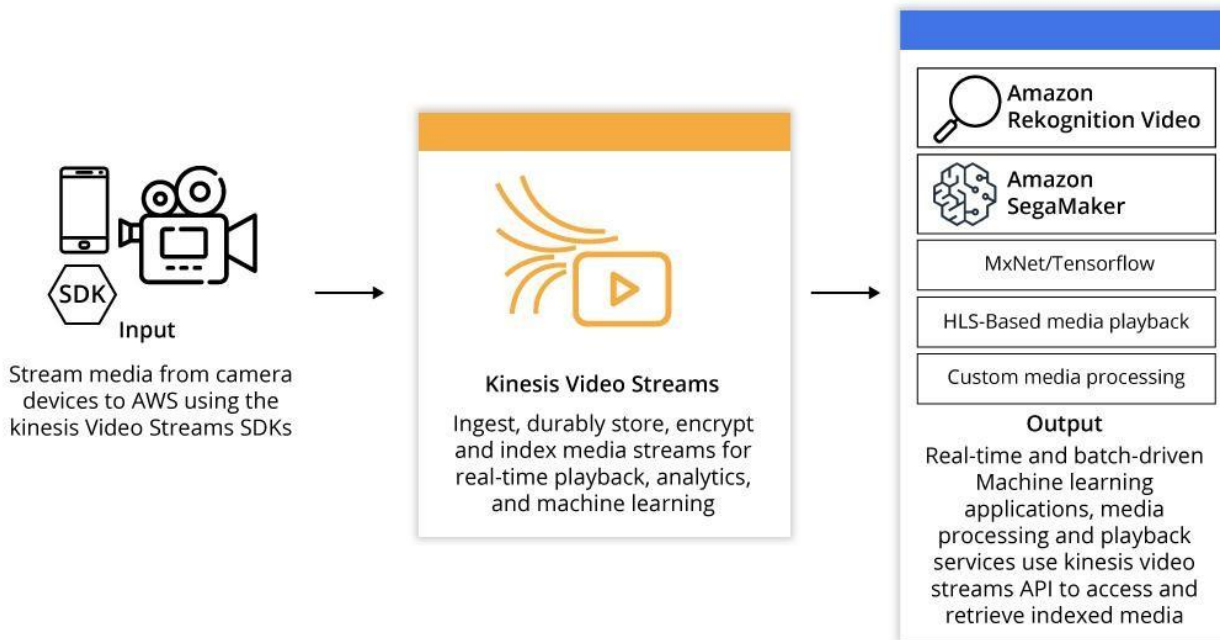 SDK
Input
Stream media from camera
devices to AWS using the
kinesis Video Streams SDKs
Kinesis Video Streams
Ingest, durably store, encrypt
and index media streams for
real-time playback, analytics,
and machine learning
Amazon
Rekognition Video
Amazon
SegaMaker
MxNet/Tensorflow
HLS-Based media playback
Custom media processing
Output
Real-time and batch-driven
Machine learning
applications, media
processing and playback
services use kinesis video
streams API to access and
retrieve indexed media